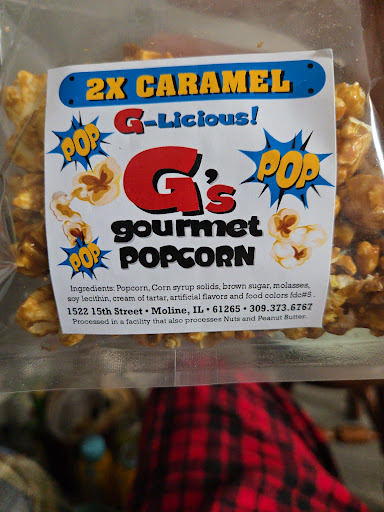 2X CARAMEL
G-Licious!
POP
POP
G's
gourmet
POP
POPCORN
Ingredients: Popcorn, Corn syrup solids, brown sugar, molasses,
soy lecithin, cream of tartar, artificial flavors and food colors fdc#5 .
1522 15th Street • Moline, IL • 61265 • 309.373.6767
Processed in a facility that also processes Nuts and Peanut Butter.